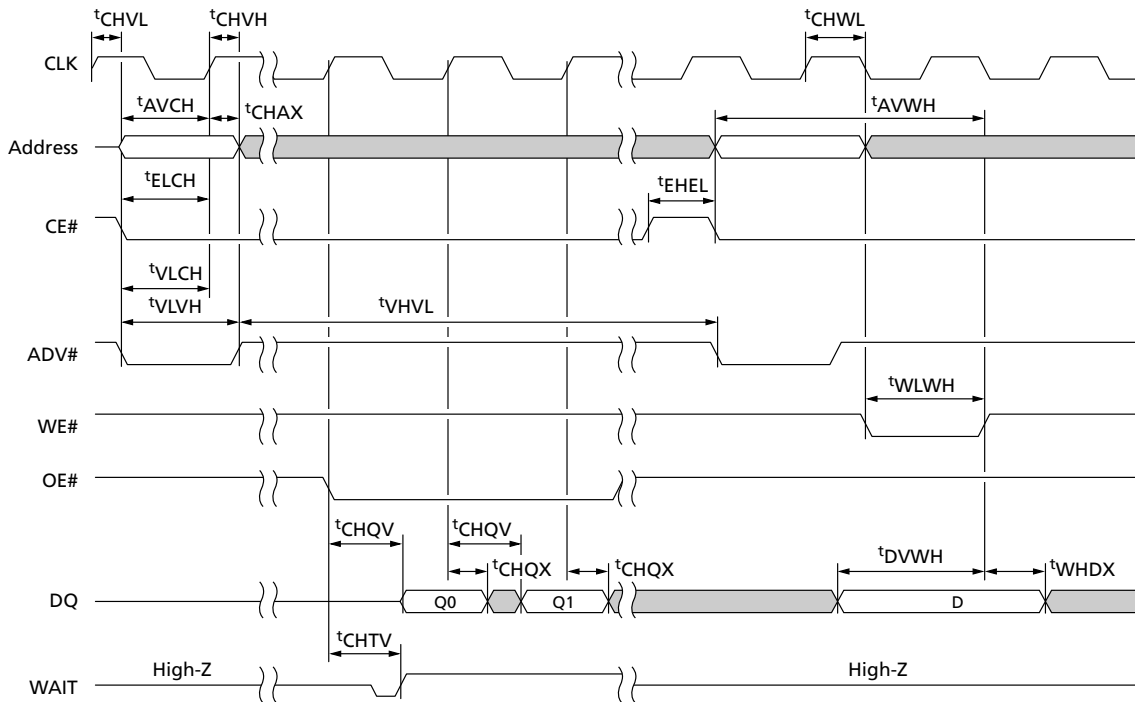 tCHVL tCHVH tCHWL
CLK
tAVCH tCHAX tAVWH
Address
tELCH tEHEL
CE#
tVLCH
tVLVH tVHVL
ADV#
tWLWH
WE#
OE#
tCHQV tCHQV
tCHQX tCHQX tDVWH tWHDX
DQ Q0 Q1 D
tCHTV
High-Z High-Z
WAIT